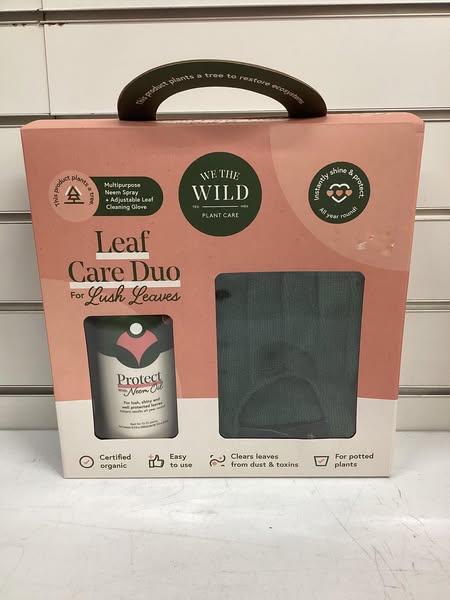 This product plants a tree to restore ecosystems
This product plants a tree
Multipurpose
Neem Spray
+ Adjustable Leaf
Cleaning Glove
WE THE
WILD
PLANT CARE
Instantly shine & protect.
All year round!
Leaf
Care Duo
For Lush Leaves
Protect
with Neem Oil
For lush, shiny and
well protected leaves
Certified
organic
Easy
to use
Clears leaves
from dust & toxins
For potted
plants